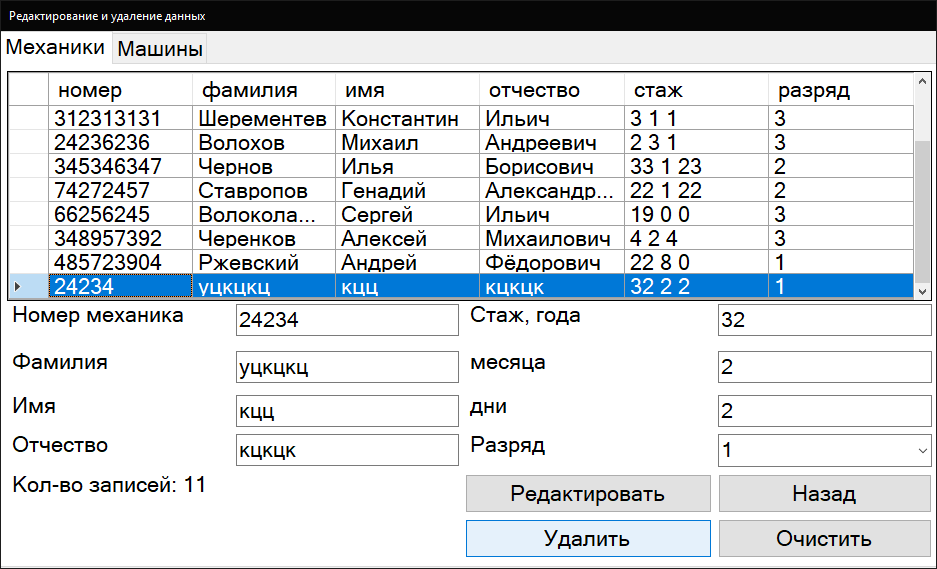 Редактирование и удаление данных
Механики Машины
номер фамилия имя отчество стаж разряд
312313131 Шерементев Константин Ильич 3 1 1 3
24236236 Волохов Михаил Андреевич 2 3 1 3
345346347 Чернов Илья Борисович 33 1 23 2
74272457 Ставропов Генадий Александр... 22 1 22 2
66256245 Волокола... Сергей Ильич 19 0 0 3
348957392 Черенков Алексей Михаилович 4 2 4 3
485723904 Ржевский Андрей Фёдорович 22 8 0 1
24234 уцкцкц кцц кцкцк 32 2 2 1
Номер механика 24234 Стаж, года 32
Фамилия уцкцкц месяца 2
Имя кцц дни 2
Отчество кцкцк Разряд 1
Кол-во записей: 11 Редактировать Назад
Удалить Очистить